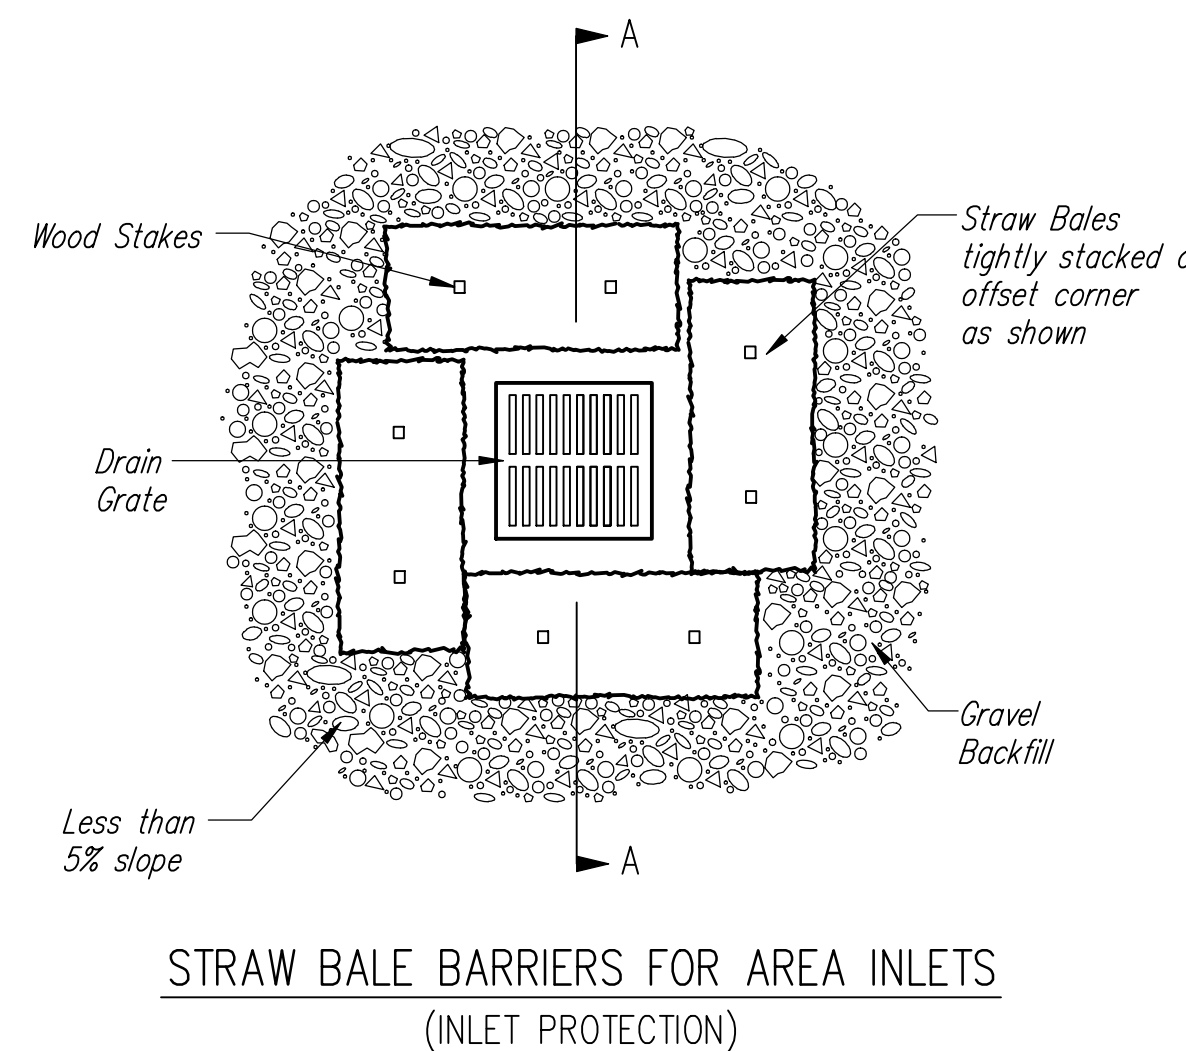 A
Wood Stakes
Straw Bales
tightly stacked
offset corner
as shown
Drain
Grate
Gravel
Backfill
Less than
5% slope
A
STRAW BALE BARRIERS FOR AREA INLETS
(INLET PROTECTION)